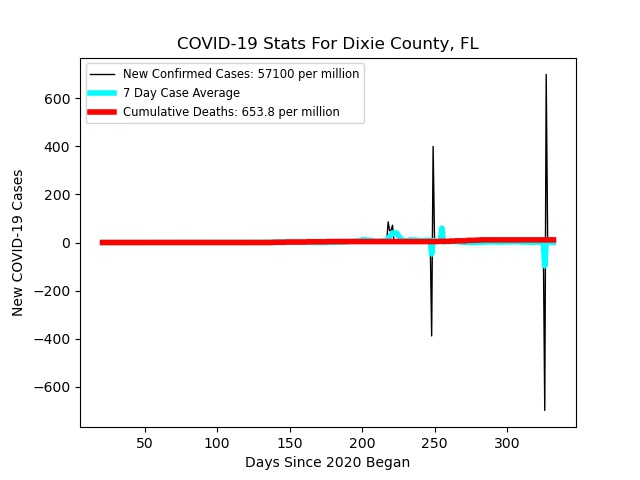 COVID-19 Stats For Dixie County, FL
New Confirmed Cases: 57100 per million
7 Day Case Average
Cumulative Deaths: 653.8 per million
New COVID-19 Cases
600
400
200
0
−200
−400
−600
50 100 150 200 250 300
Days Since 2020 Began